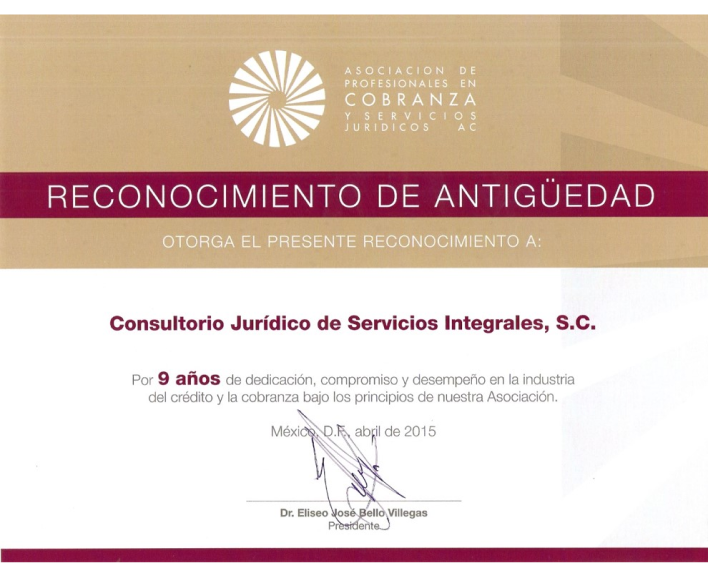 ASOCIACION DE
PROFESIONALES EN
COBRANZA
Y SERVICIOS
JURIDICOS AC
RECONOCIMIENTO DE ANTIGÜEDAD
OTORGA EL PRESENTE RECONOCIMIENTO A:
Consultorio Jurídico de Servicios Integrales, S.C.
Por 9 años de dedicación, compromiso y desempeño en la industria
del crédito y la cobranza bajo los principios de nuestra Asociación.
México, D.F., abril de 2015
Dr. Eliseo José Bello Villegas
Presidente